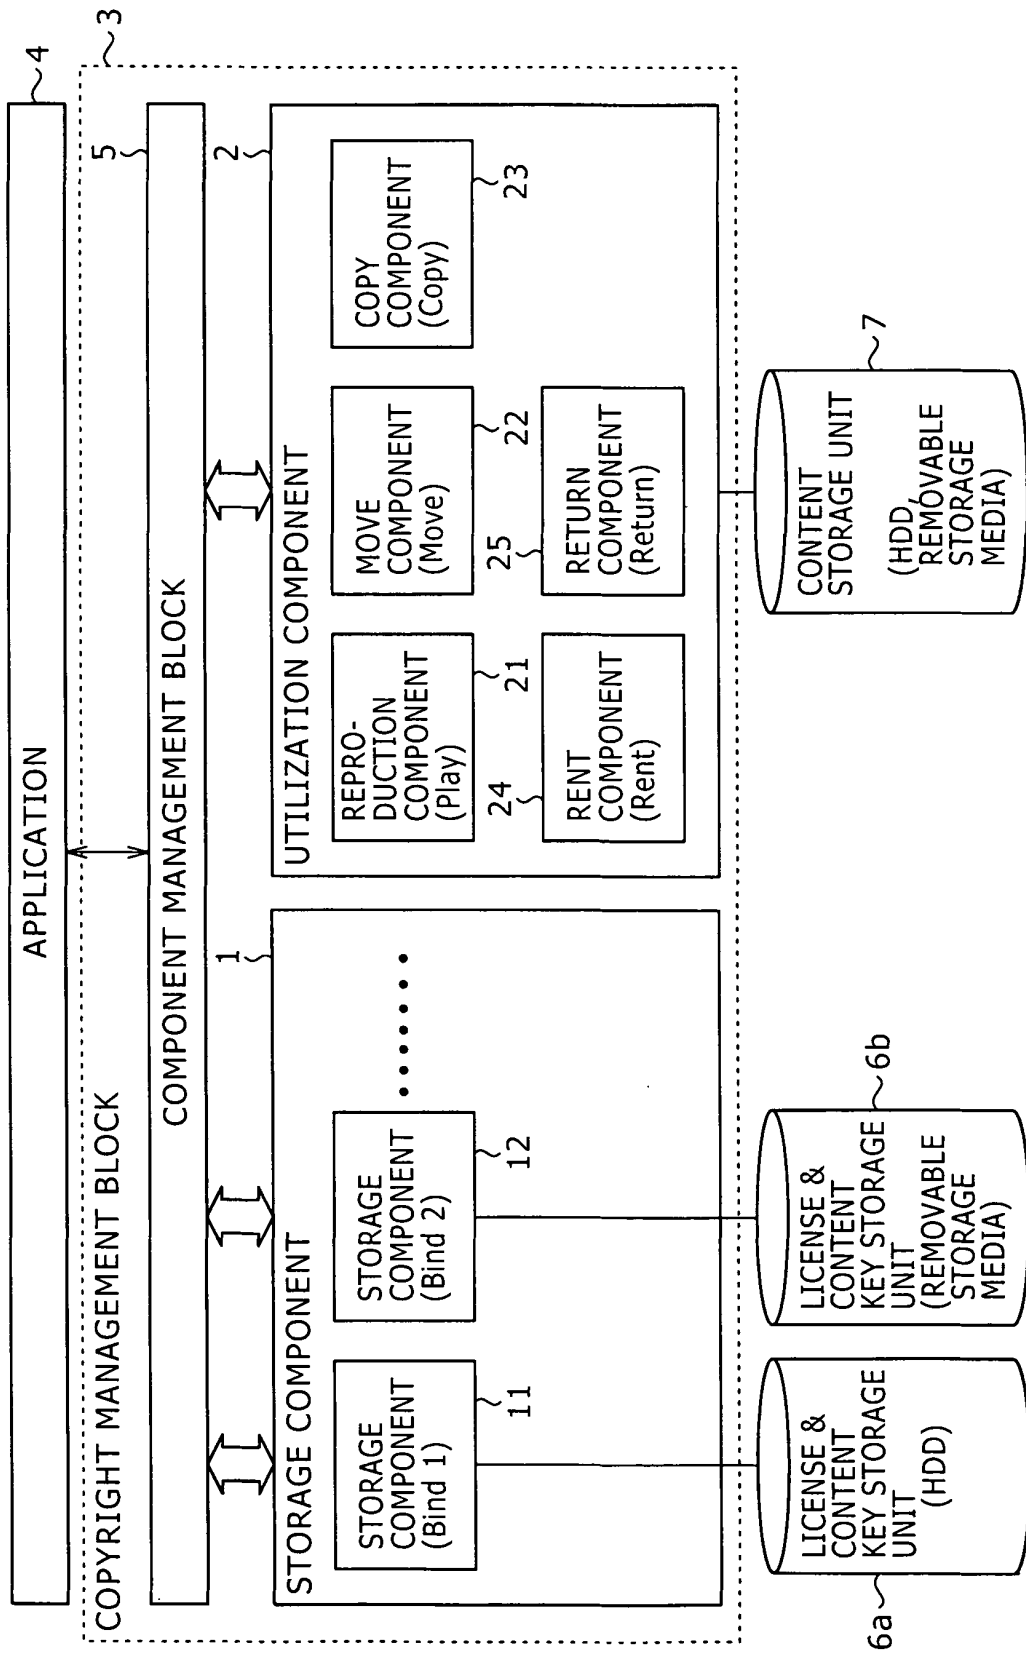 APPLICATION
4
3
COPYRIGHT MANAGEMENT BLOCK
5
COMPONENT MANAGEMENT BLOCK
1
2
STORAGE COMPONENT
STORAGE
COMPONENT
(Bind 1)
11
STORAGE
COMPONENT
(Bind 2)
12
UTILIZATION COMPONENT
REPRO-
DUCTION
COMPONENT
(Play)
21
MOVE
COMPONENT
(Move)
22
COPY
COMPONENT
(Copy)
23
24
RENT
COMPONENT
(Rent)
25
RETURN
COMPONENT
(Return)
6a
LICENSE &
CONTENT
KEY STORAGE
UNIT
(HDD)
6b
LICENSE &
CONTENT
KEY STORAGE
UNIT
(REMOVABLE
STORAGE
MEDIA)
7
CONTENT
STORAGE UNIT
(HDD,
REMOVABLE
STORAGE
MEDIA)